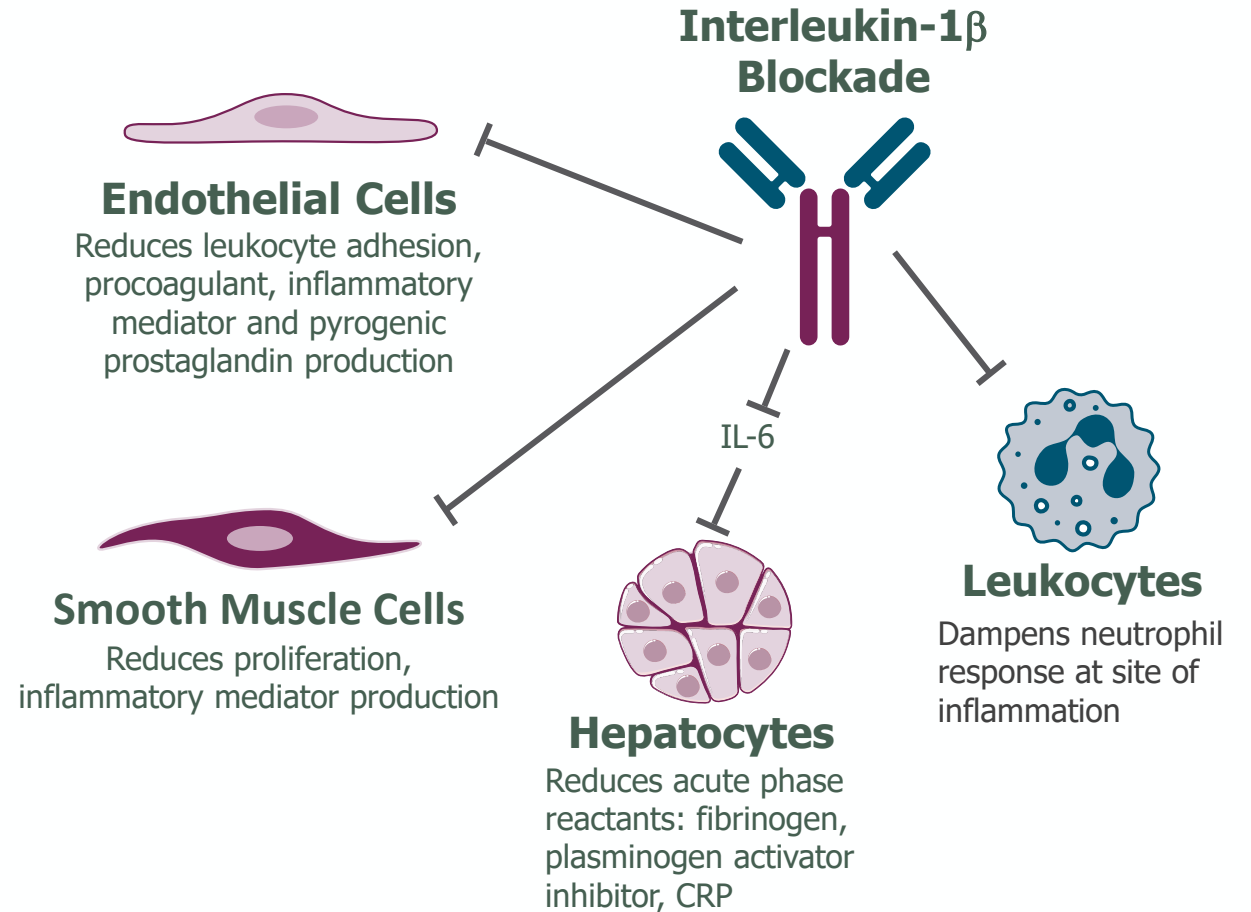 Interleukin-1β
Blockade
Endothelial Cells
Reduces leukocyte adhesion,
procoagulant, inflammatory
mediator and pyrogenic
prostaglandin production
IL-6
Smooth Muscle Cells
Reduces proliferation,
inflammatory mediator production
Hepatocytes
Reduces acute phase
reactants: fibrinogen,
plasminogen activator
inhibitor, CRP
Leukocytes
Dampens neutrophil
response at site of
inflammation